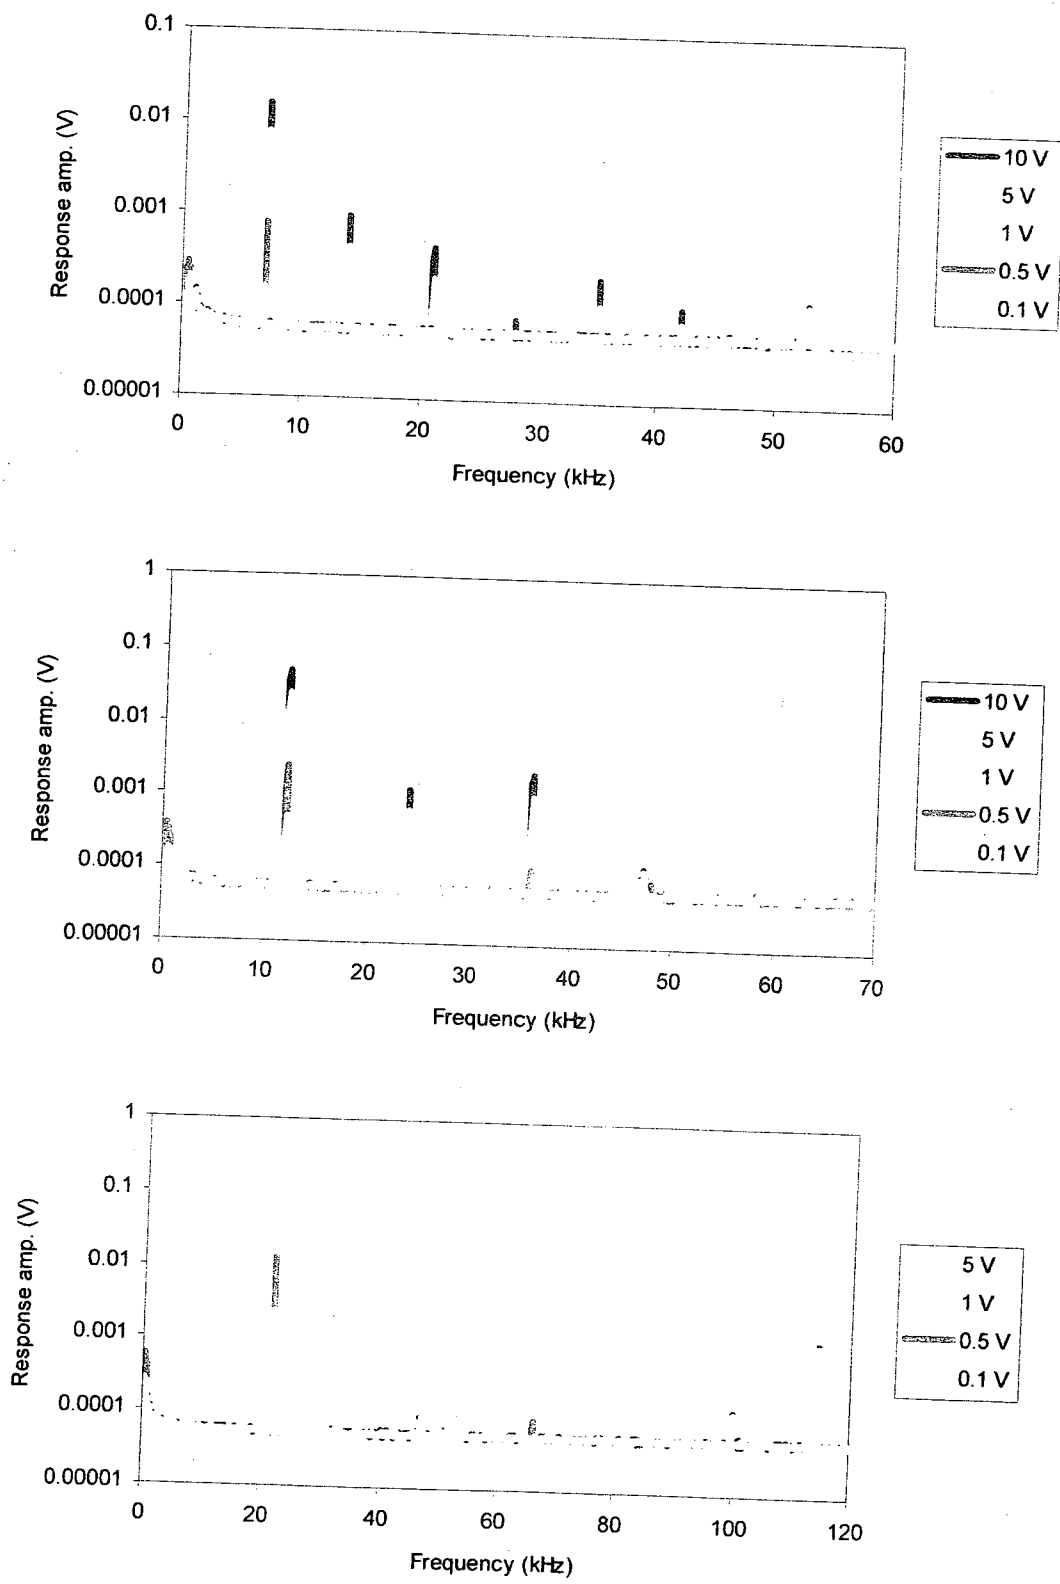 0.1
0.01
0.001
0.0001
0.00001
Response amp. (V)
0 10 20 30 40 50 60
Frequency (kHz)
10 V
5 V
1 V
0.5 V
0.1 V
1
0.1
0.01
0.001
0.0001
0.00001
Response amp. (V)
0 10 20 30 40 50 60 70
Frequency (kHz)
10 V
5 V
1 V
0.5 V
0.1 V
1
0.1
0.01
0.001
0.0001
0.00001
Response amp. (V)
0 20 40 60 80 100 120
Frequency (kHz)
5 V
1 V
0.5 V
0.1 V